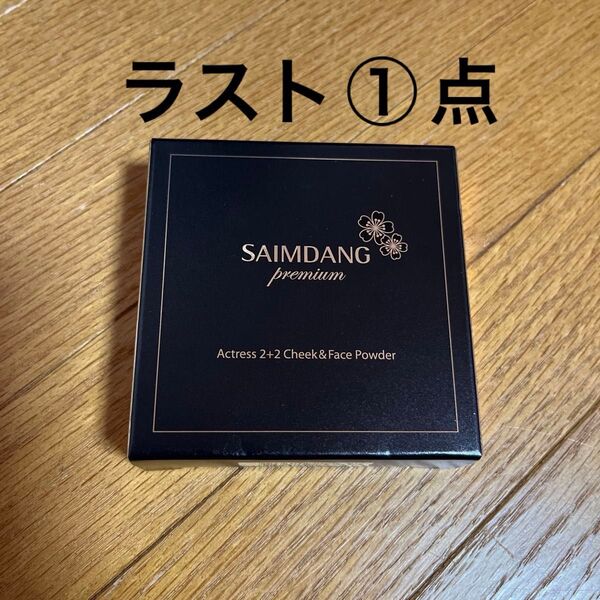 ラスト①点
SAIMDANG
premium
Actress 2+2 Cheek&Face Powder